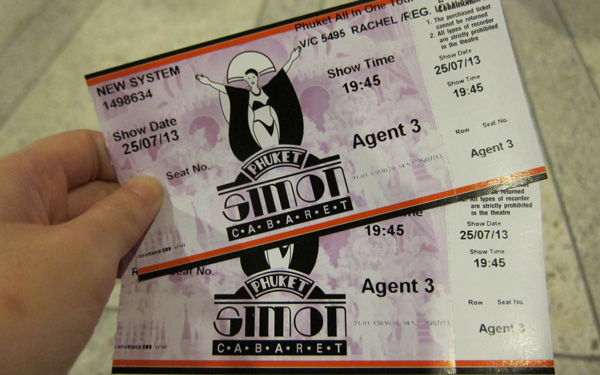 NEW SYSTEM
1498634
Show Date
25/07/13
Seat No.
PHUKET
SIMON
C•A•B•A•R•E•T
Phuket All In One Tour
V/C 5495 RACHEL /REG.
Show Time
19:45
Agent 3
1. The purchased ticket
cannot be returned
2. All types of recorder
are strictly prohibited
in the theatre
Show Date
25/07/13
Show Time
19:45
Row Seat No.
Agent 3
Seat No.
PHUKET
SIMON
C•A•B•A•R•E•T
19:45
Agent 3
returned
2. All types of recorder
are strictly prohibited
in the theatre
Show Date
25/07/13
Show Time
19:45
Row Seat No.
Agent 3